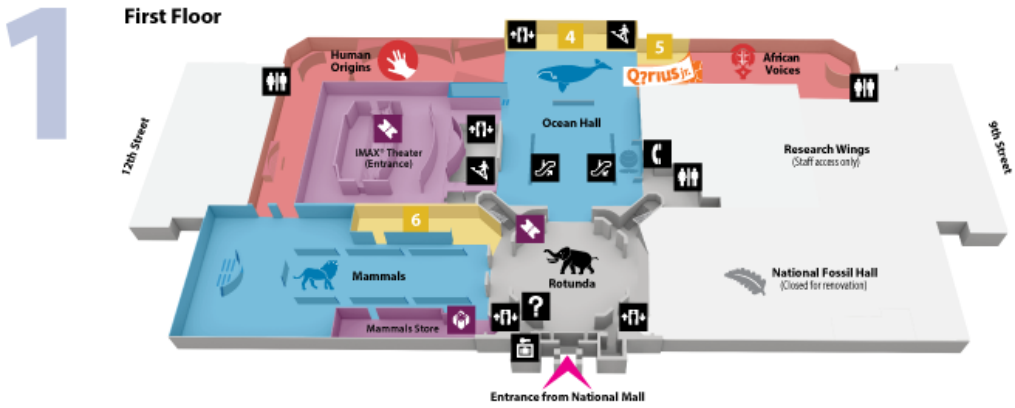 1
First Floor
4
5
Human
Origins
Q?rius jr.
African
Voices
Ocean Hall
12th Street
IMAX® Theater
(Entrance)
Research Wings
(Staff access only)
9th Street
6
Mammals
Rotunda
National Fossil Hall
(Closed for renovation)
?
Mammals Store
Entrance from National Mall